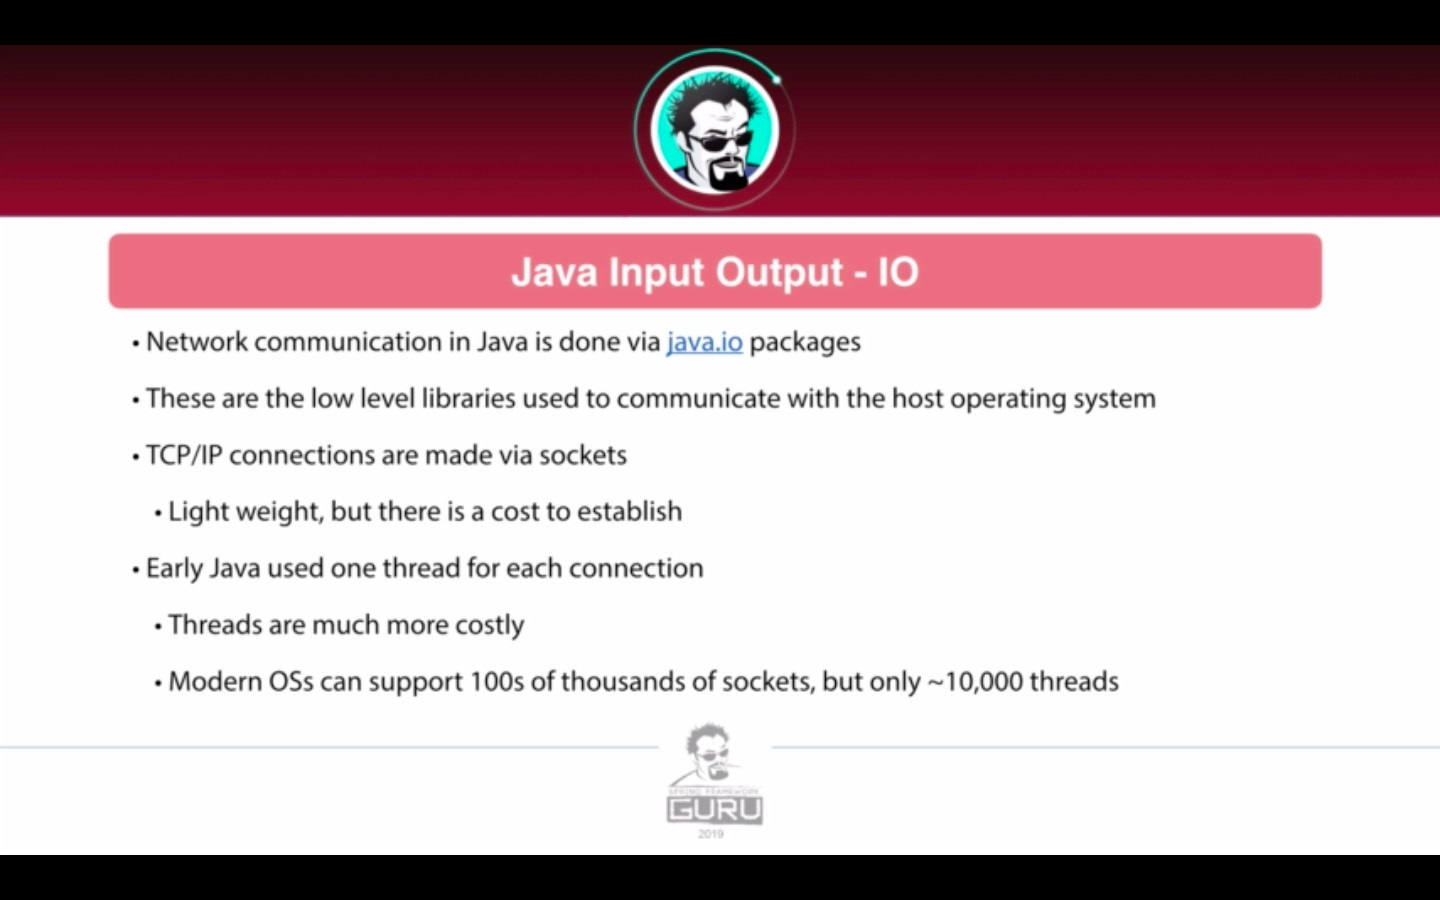 Java Input Output - IO
• Network communication in Java is done via java.io packages
• These are the low level libraries used to communicate with the host operating system
• TCP/IP connections are made via sockets
• Light weight, but there is a cost to establish
• Early Java used one thread for each connection
• Threads are much more costly
• Modern OSs can support 100s of thousands of sockets, but only ~10,000 threads
SPRING FRAMEWORK
GURU
2019